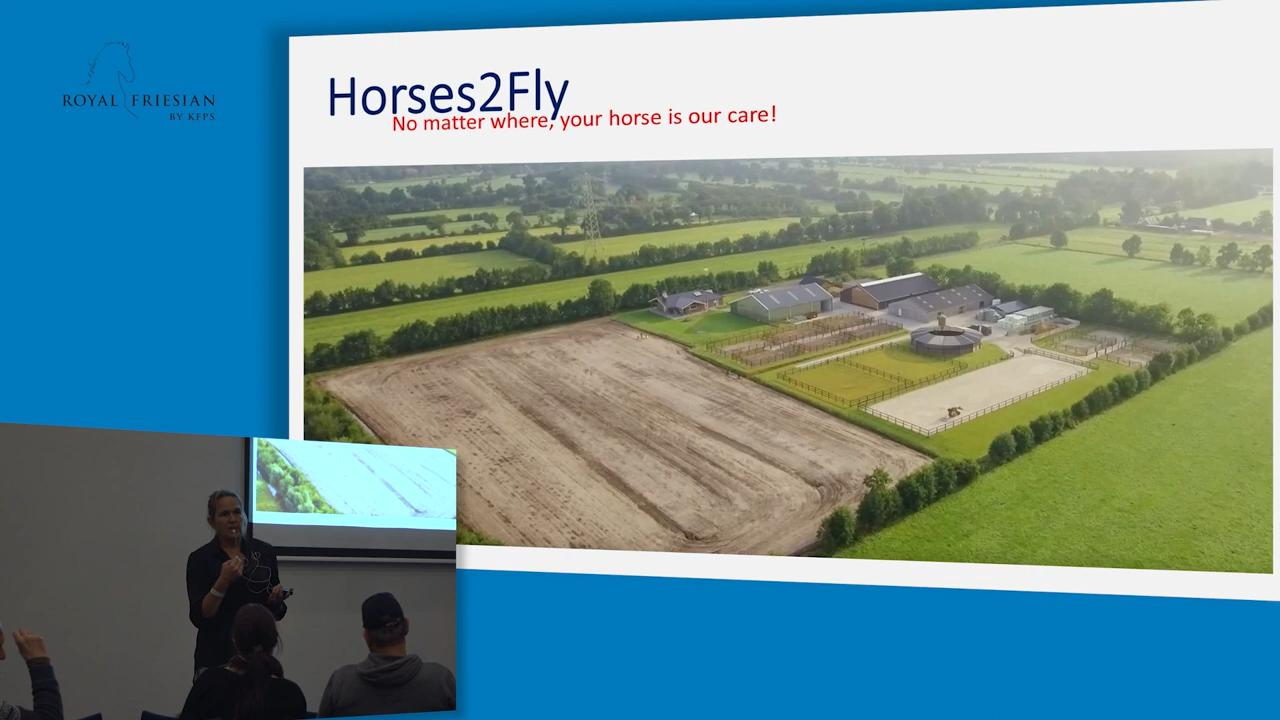 ROYAL FRIESIAN
BY KFPS
Horses2Fly
No matter where, your horse is our care!